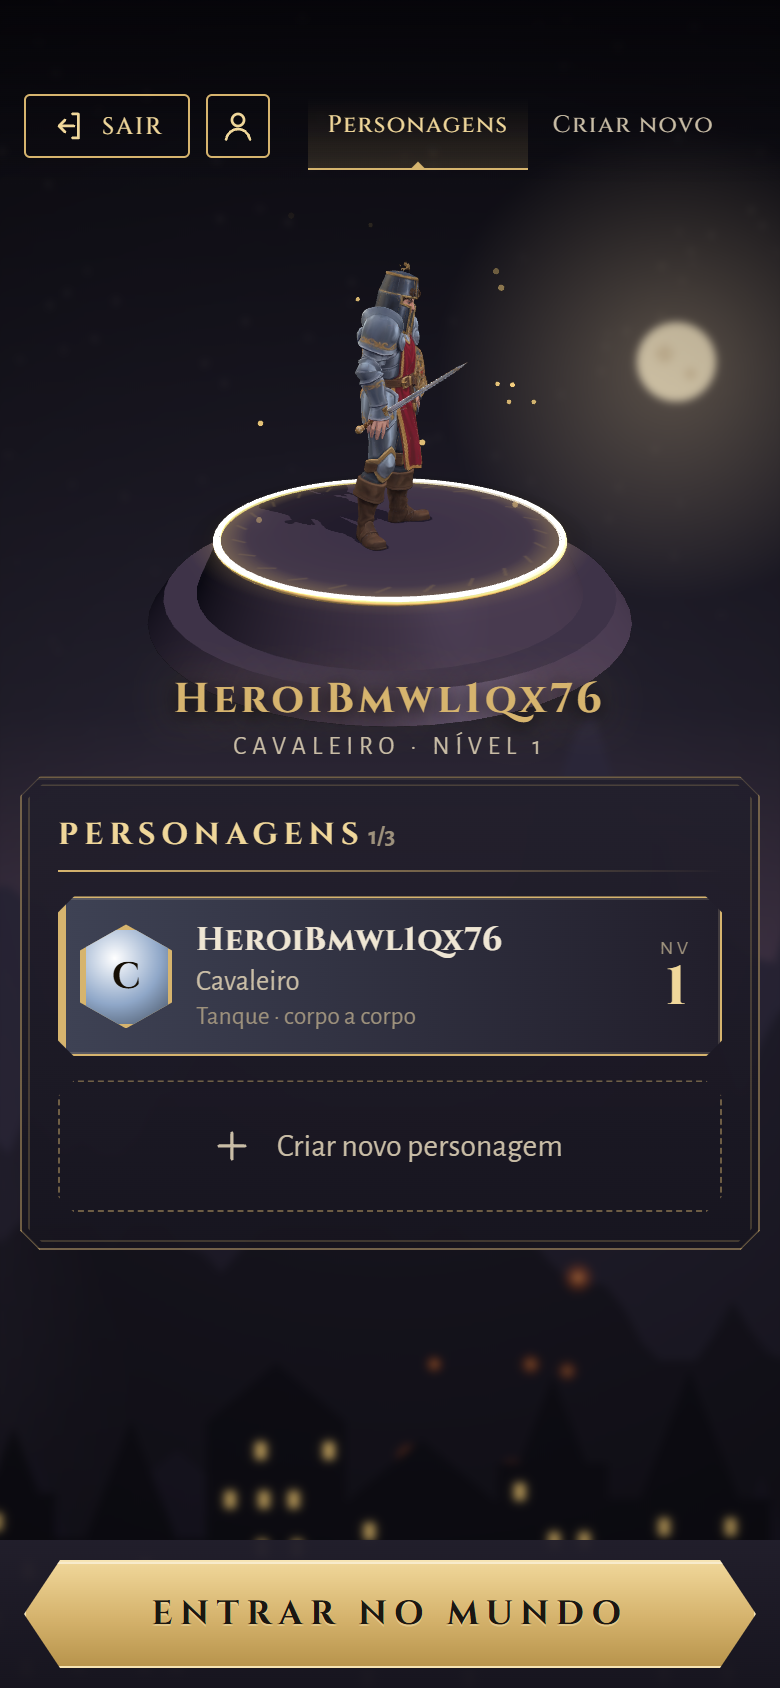 SAIR
Personagens
Criar novo
HeroiBmwl1Qx76
CAVALEIRO · NÍVEL 1
PERSONAGENS 1/3
C
HeroiBmwl1Qx76
Cavaleiro
Tanque · corpo a corpo
NV
1
Criar novo personagem
ENTRAR NO MUNDO